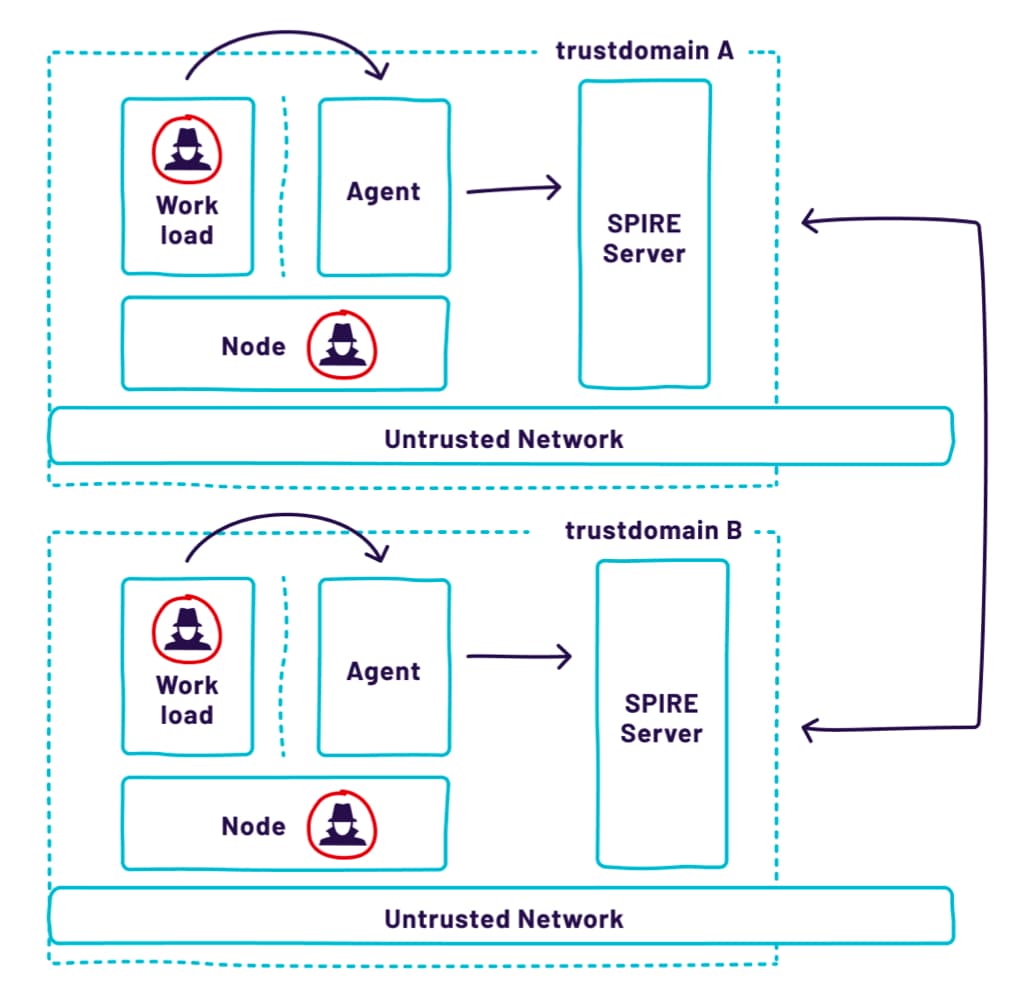 trustdomain A
Work
load
Agent
SPIRE
Server
Node
Untrusted Network
trustdomain B
Work
load
Agent
SPIRE
Server
Node
Untrusted Network